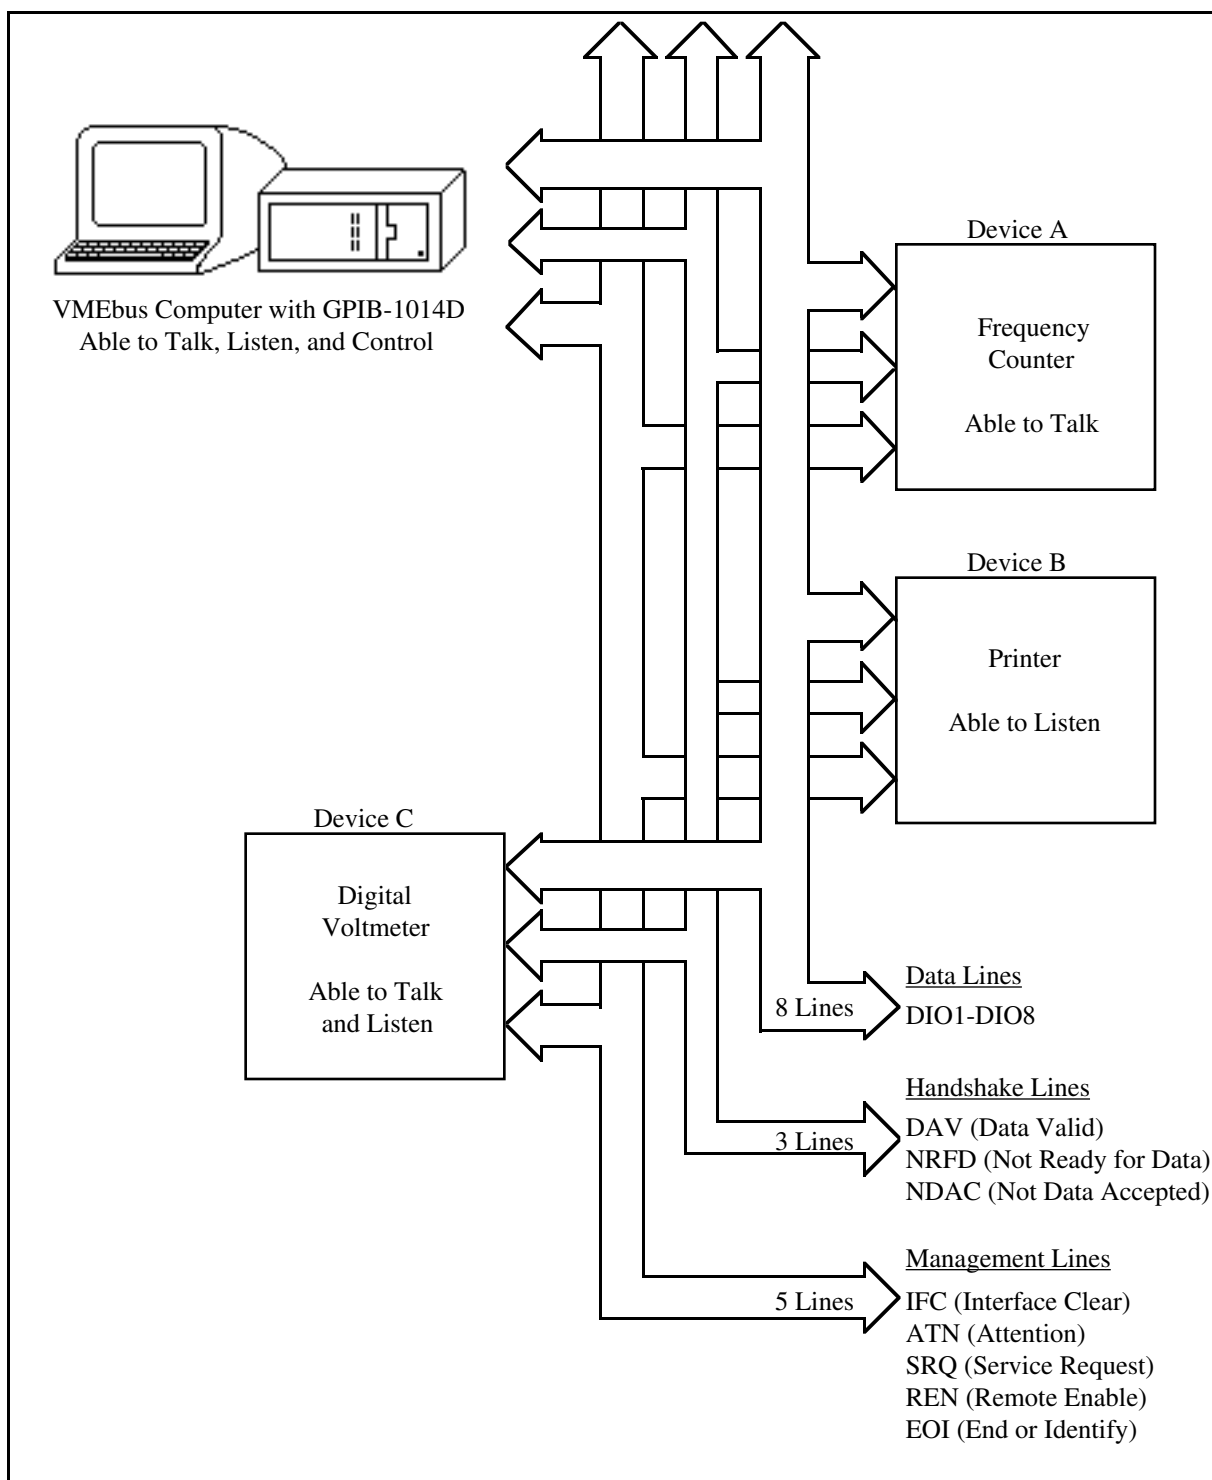 VMEbus Computer with GPIB-1014D
Able to Talk, Listen, and Control
Device A
Frequency
Counter
Able to Talk
Device B
Printer
Able to Listen
Device C
Digital
Voltmeter
Able to Talk
and Listen
8 Lines
Data Lines
DIO1-DIO8
3 Lines
Handshake Lines
DAV (Data Valid)
NRFD (Not Ready for Data)
NDAC (Not Data Accepted)
5 Lines
Management Lines
IFC (Interface Clear)
ATN (Attention)
SRQ (Service Request)
REN (Remote Enable)
EOI (End or Identify)